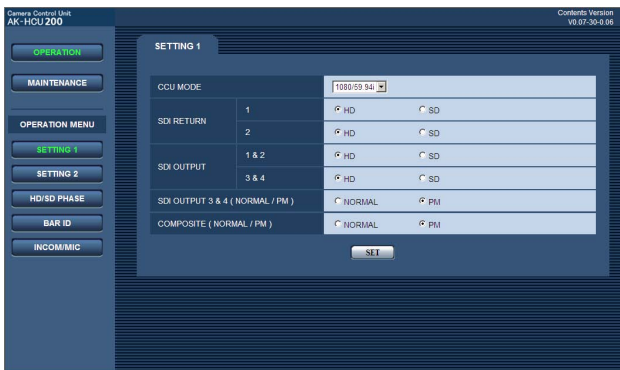 Camera Control Unit
AK-HCU 200
Contents Version
V0.07-30-0.06
OPERATION
MAINTENANCE
OPERATION MENU
SETTING 1
SETTING 2
HD/SD PHASE
BAR ID
INCOM/MIC
SETTING 1
CCU MODE 1080/59.94i
SDI RETURN
1 HD SD
2 HD SD
SDI OUTPUT
1 & 2 HD SD
3 & 4 HD SD
SDI OUTPUT 3 & 4 ( NORMAL / PM ) NORMAL PM
COMPOSITE ( NORMAL / PM ) NORMAL PM
SET